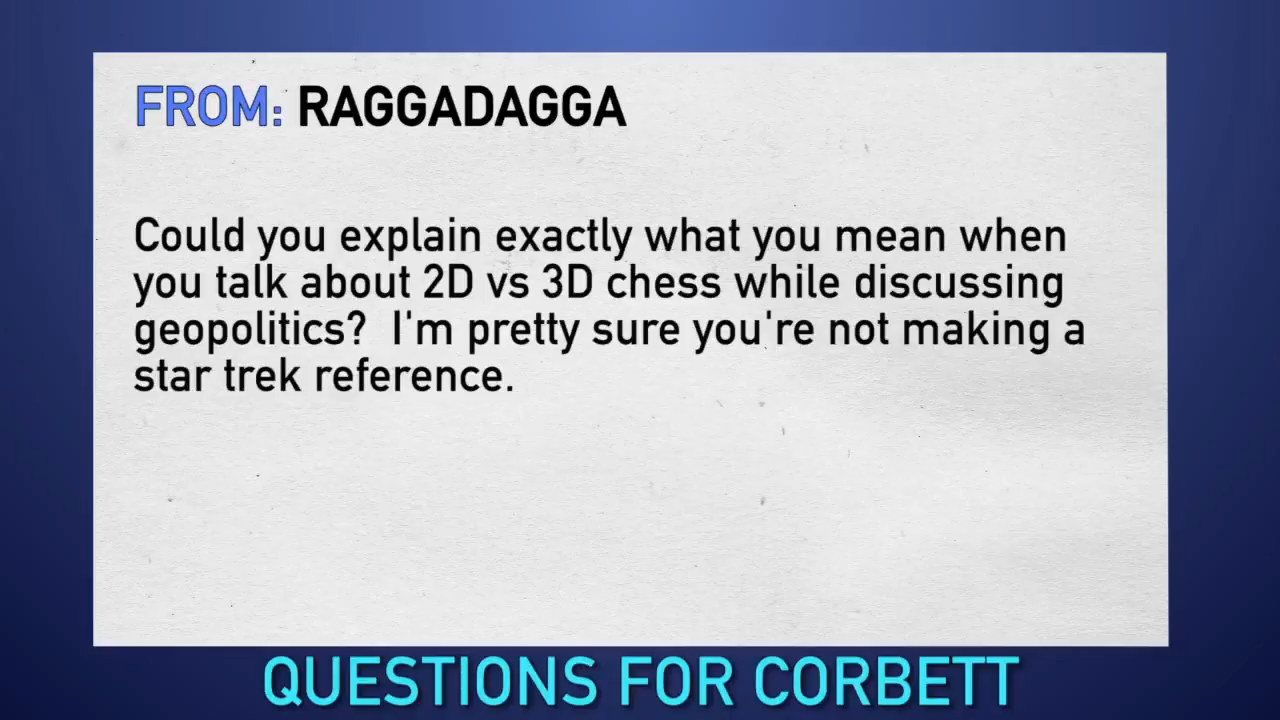 FROM: RAGGADAGGA
Could you explain exactly what you mean when
you talk about 2D vs 3D chess while discussing
geopolitics?  I'm pretty sure you're not making a
star trek reference.
QUESTIONS FOR CORBETT